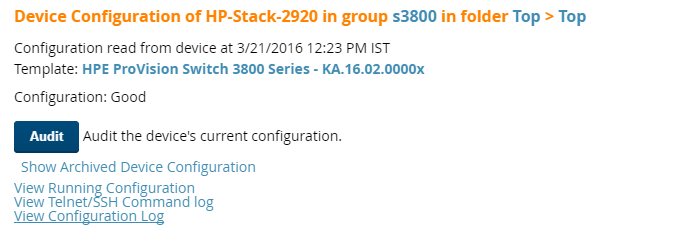 Device Configuration of HP-Stack-2920 in group s3800 in folder Top > Top
Configuration read from device at 3/21/2016 12:23 PM IST
Template: HPE ProVision Switch 3800 Series - KA.16.02.0000x
Configuration: Good
Audit Audit the device's current configuration.
Show Archived Device Configuration
View Running Configuration
View Telnet/SSH Command log
View Configuration Log